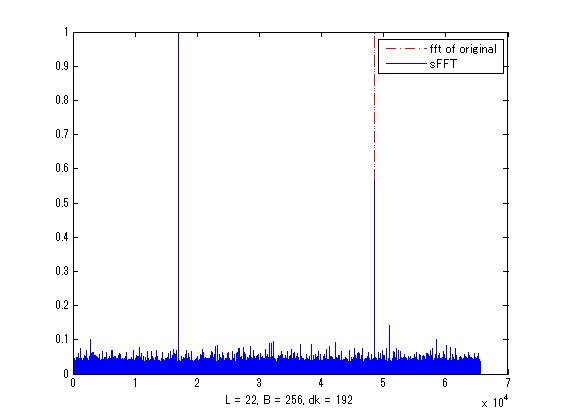 1
0.9
0.8
0.7
0.6
0.5
0.4
0.3
0.2
0.1
0
fft of original
sFFT
0 1 2 3 4 5 6 7
x 10^4
L = 22, B = 256, dk = 192